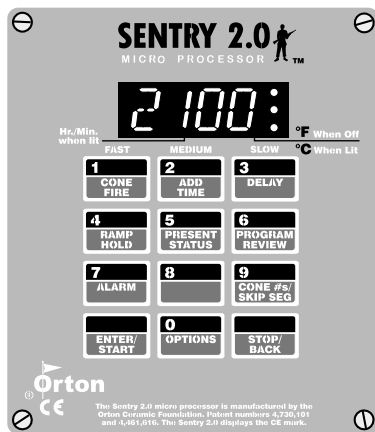 SENTRY 2.0
TM
MICRO PROCESSOR
2100
Hr./Min.
when lit
°F When Off
°C When Lit
FAST MEDIUM SLOW
1 2 3
CONE
FIRE
ADD
TIME
DELAY
4 5 6
RAMP
HOLD
PRESENT
STATUS
PROGRAM
REVIEW
7 8 9
ALARM
CONE #s/
SKIP SEG
0
ENTER/
START
OPTIONS
STOP/
BACK
Orton
®
CE
The Sentry 2.0 micro processor is manufactured by the
Orton Ceramic Foundation. Patent numbers 4,730,101
and 4,461,616. The Sentry 2.0 displays the CE mark.